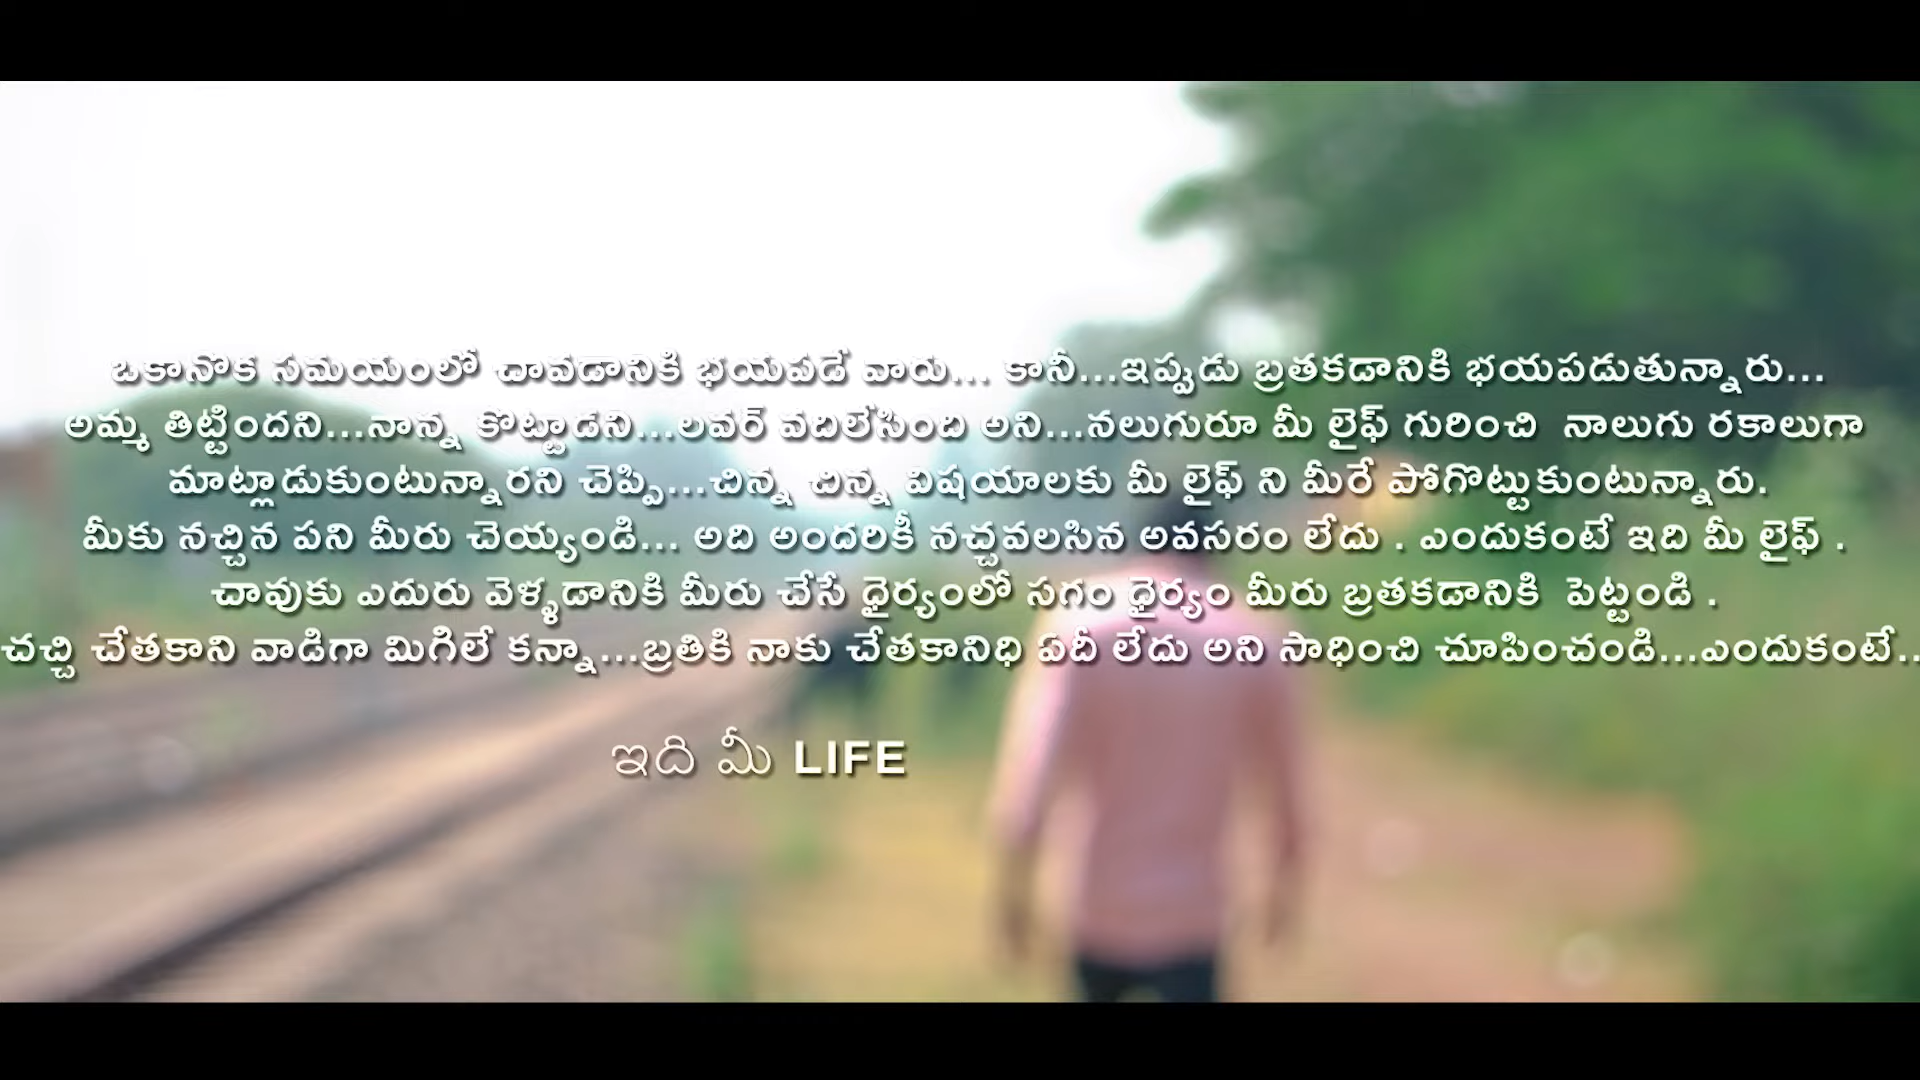 ఒకానొక సమయంలో చావడానికి భయపడే వారు... కానీ...ఇప్పుడు బ్రతకడానికి భయపడుతున్నారు...
అమ్మ తిట్టిందని...నాన్న కొట్టాడని...లవర్ వదిలేసింది అని...నలుగురూ మీ లైఫ్ గురించి నాలుగు రకాలుగా
మాట్లాడుకుంటున్నారని చెప్పి...చిన్న చిన్న విషయాలకు మీ లైఫ్ ని మీరే పోగొట్టుకుంటున్నారు.
మీకు నచ్చిన పని మీరు చెయ్యండి... అది అందరికీ నచ్చవలసిన అవసరం లేదు . ఎందుకంటే ఇది మీ లైఫ్ .
చావుకు ఎదురు వెళ్ళడానికి మీరు చేసే ధైర్యంలో సగం ధైర్యం మీరు బ్రతకడానికి పెట్టండి .
చచ్చి చేతకాని వాడిగా మిగిలే కన్నా...బ్రతికి నాకు చేతకానిధి ఏదీ లేదు అని సాధించి చూపించండి...ఎందుకంటే..
ఇది మీ LIFE